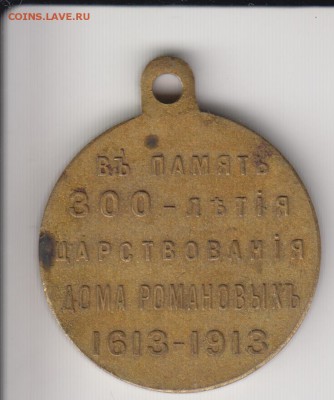 COINS.LAVE.RU
ВЪ ПАМЯТЬ
300-ЛѢТІЯ
ЦАРСТВОВАНІЯ
ДОМА РОМАНОВЫХЪ
1613-1913